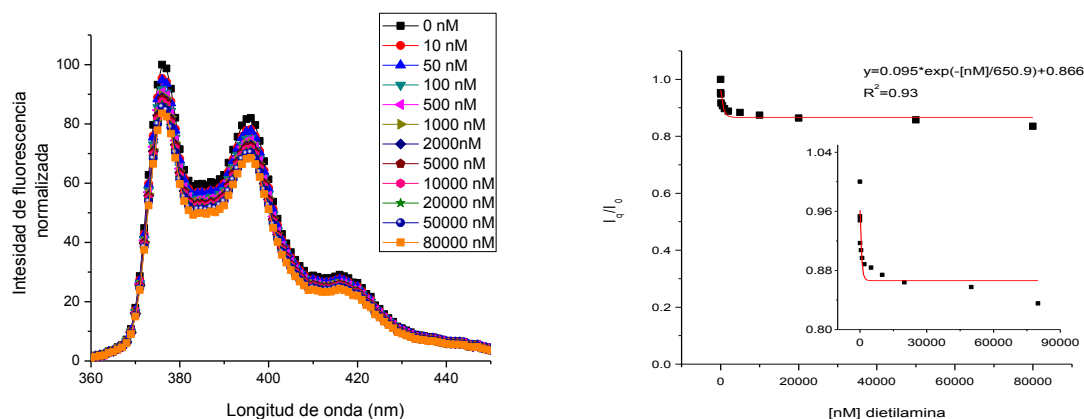 Intesidad de fluorescencia
normalizada
100
80
60
40
20
0
360
380
400
420
440
Longitud de onda (nm)
0 nM
10 nM
50 nM
100 nM
500 nM
1000 nM
2000nM
5000 nM
10000 nM
20000 nM
50000 nM
80000 nM
I_q/I_0
1.0
0.8
0.6
0.4
0.2
0.0
0
20000
40000
60000
80000
[nM] dietilamina
y=0.095*exp(-[nM]/650.9)+0.866
R²=0.93
1.04
0.96
0.88
0.80
0
30000
60000
90000